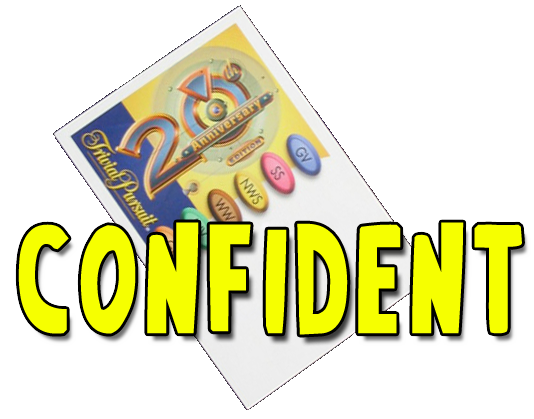 20th
Anniversary
EDITION
Trivial Pursuit
WW
NWS
SS
GV
CONFIDENT